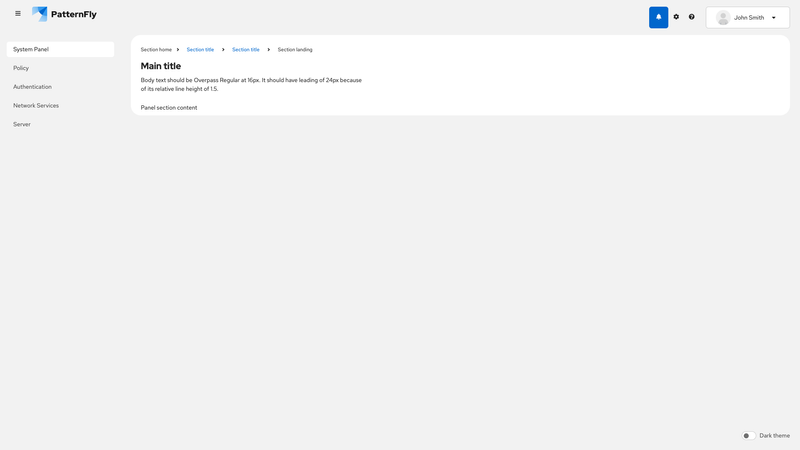 PatternFly
John Smith
System Panel
Policy
Authentication
Network Services
Server
Section home
Section title
Section title
Section landing
Main title
Body text should be Overpass Regular at 16px. It should have leading of 24px because
of its relative line height of 1.5.
Panel section content
Dark theme